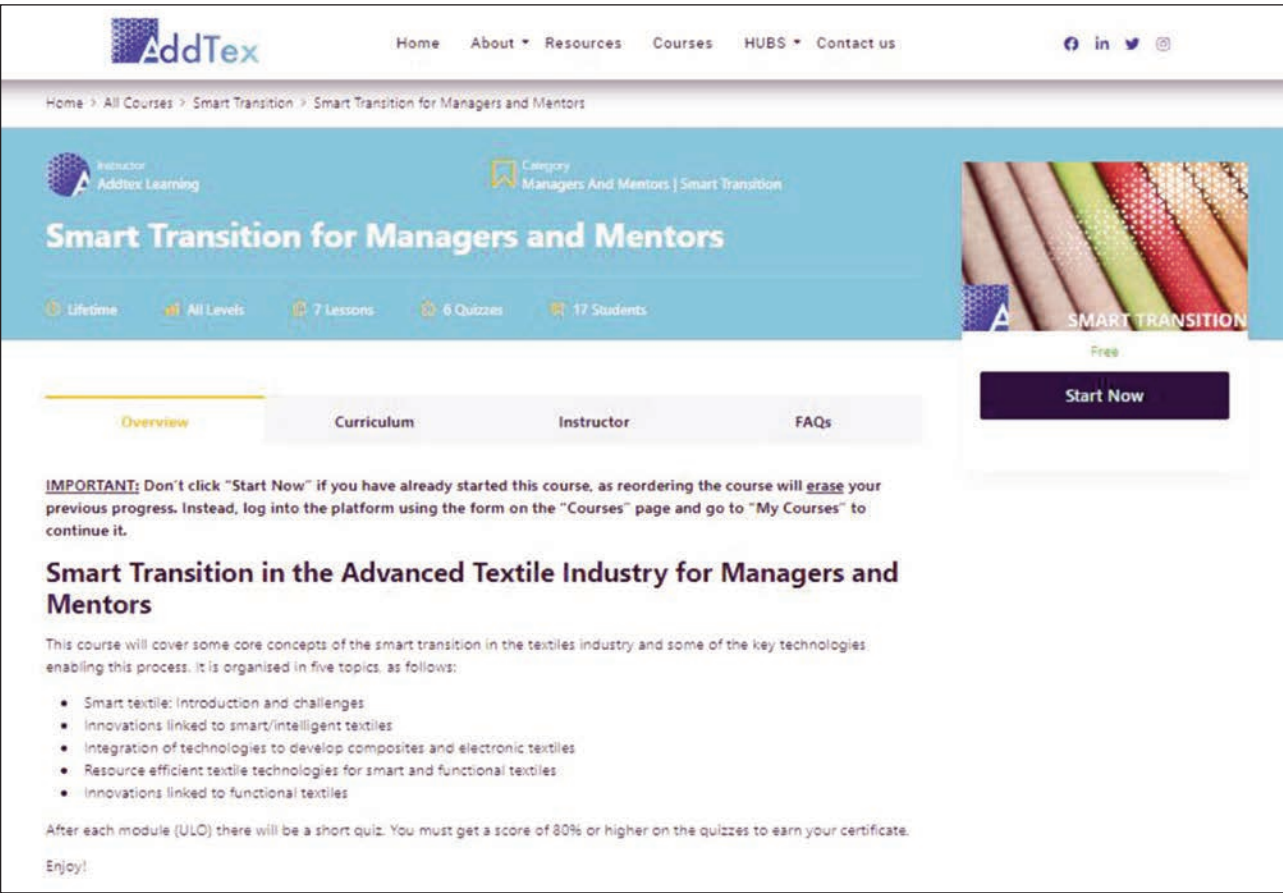 AddTex
Home About Resources Courses HUBS Contact us
Home > All Courses > Smart Transition > Smart Transition for Managers and Mentors
Instructor
Addtex Learning
Category
Managers And Mentors | Smart Transition
Smart Transition for Managers and Mentors
Lifetime All Levels 7 Lessons 6 Quizzes 17 Students
A SMART TRANSITION
Free
Start Now
Overview Curriculum Instructor FAQs
IMPORTANT: Don't click "Start Now" if you have already started this course, as reordering the course will erase your
previous progress. Instead, log into the platform using the form on the "Courses" page and go to "My Courses" to
continue it.
Smart Transition in the Advanced Textile Industry for Managers and
Mentors
This course will cover some core concepts of the smart transition in the textiles industry and some of the key technologies
enabling this process. It is organised in five topics, as follows:
• Smart textile: Introduction and challenges
• Innovations linked to smart/intelligent textiles
• Integration of technologies to develop composites and electronic textiles
• Resource efficient textile technologies for smart and functional textiles
• Innovations linked to functional textiles
After each module (ULO) there will be a short quiz. You must get a score of 80% or higher on the quizzes to earn your certificate.
Enjoy!